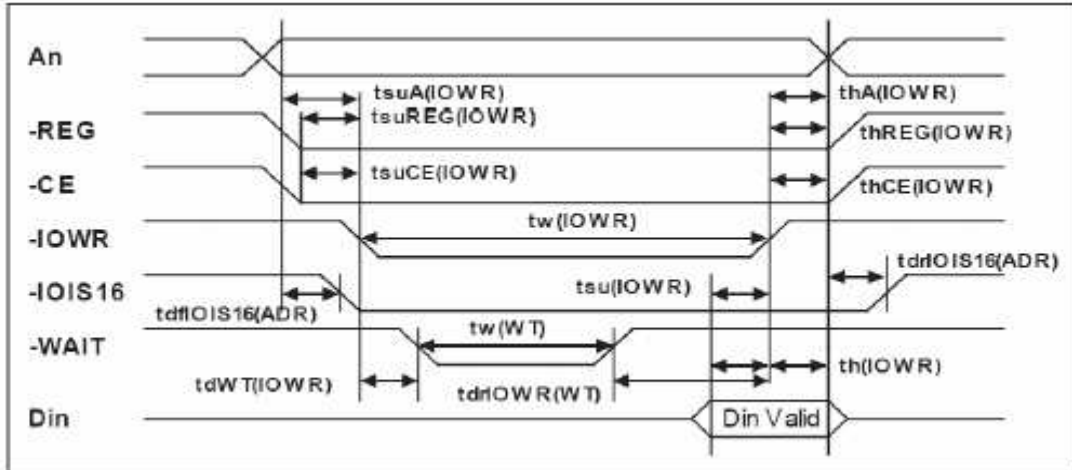 An
tsuA(IOWR)
thA(IOWR)
tsuREG(IOWR)
-REG
thREG(IOWR)
tsuCE(IOWR)
-CE
thCE(IOWR)
tw(IOWR)
-IOWR
tdrIOIS16(ADR)
-IOIS16
tsu(IOWR)
tdfIOIS16(ADR)
tw(WT)
-WAIT
th(IOWR)
tdWT(IOWR)
tdrIOWR(WT)
Din
Din Valid